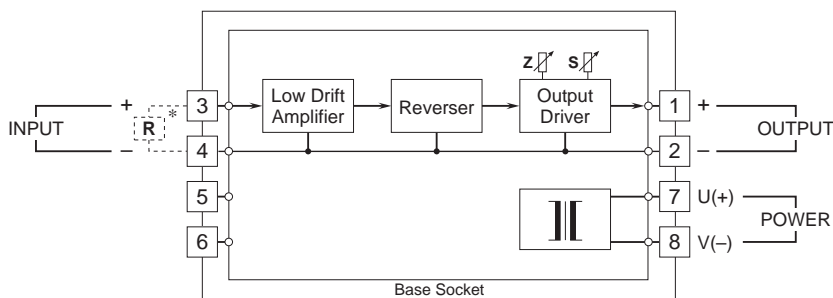 Z S
+ 3 Low Drift
Amplifier Reverser Output
Driver 1 +
INPUT R * OUTPUT
– 4 2 –
5 7 U(+)
POWER
6 8 V(–)
Base Socket